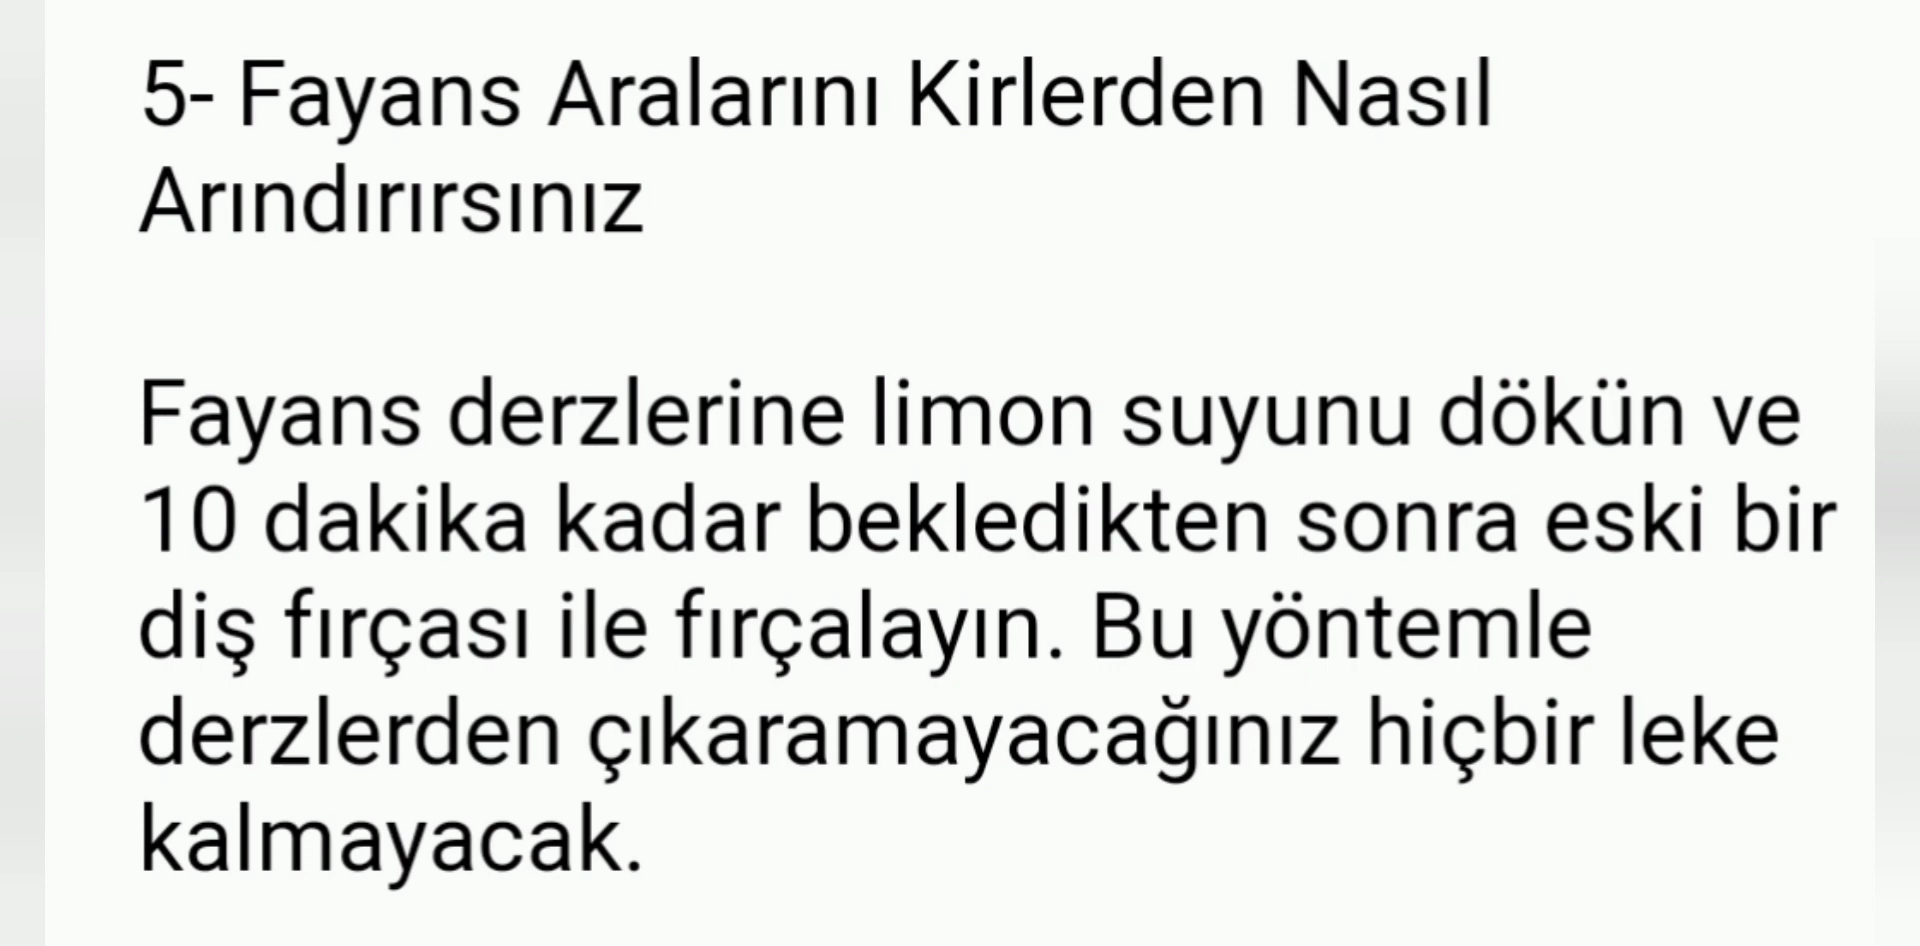 5- Fayans Aralarını Kirlerden Nasıl
Arındırırsınız
Fayans derzlerine limon suyunu dökün ve
10 dakika kadar bekledikten sonra eski bir
diş fırçası ile fırçalayın. Bu yöntemle
derzlerden çıkaramayacağınız hiçbir leke
kalmayacak.